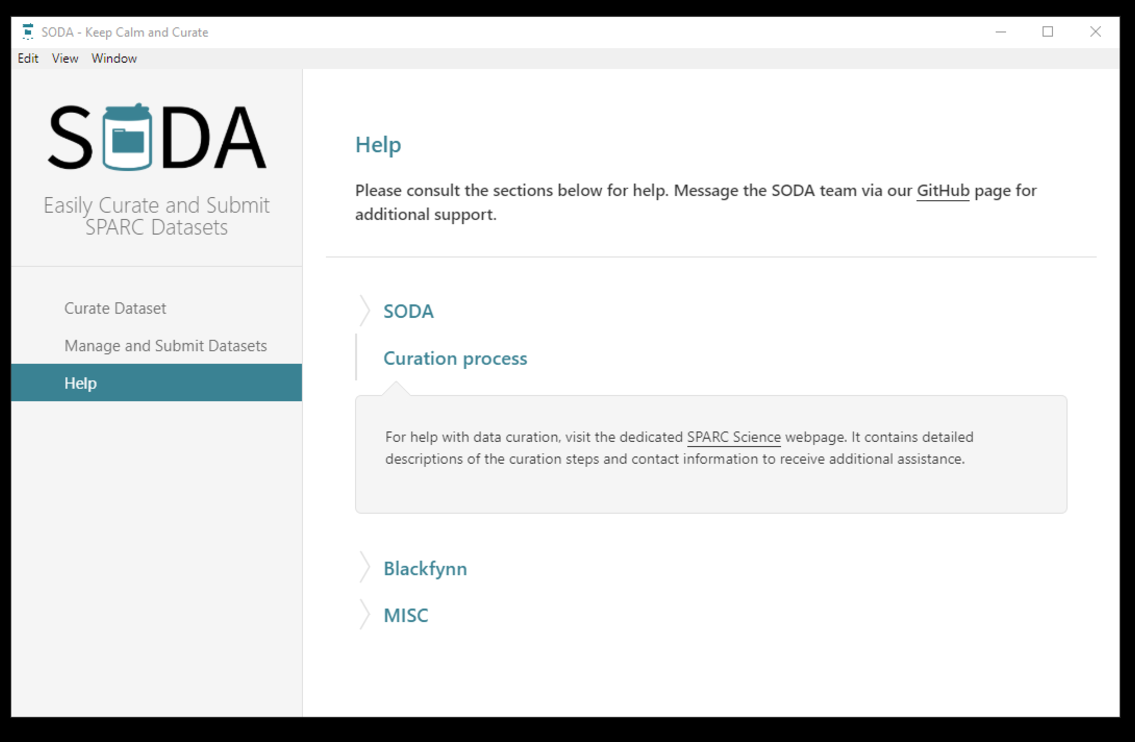 SODA - Keep Calm and Curate
Edit View Window
SODA
Easily Curate and Submit
SPARC Datasets
Curate Dataset
Manage and Submit Datasets
Help
Help
Please consult the sections below for help. Message the SODA team via our GitHub page for
additional support.
SODA
Curation process
For help with data curation, visit the dedicated SPARC Science webpage. It contains detailed
descriptions of the curation steps and contact information to receive additional assistance.
Blackfynn
MISC